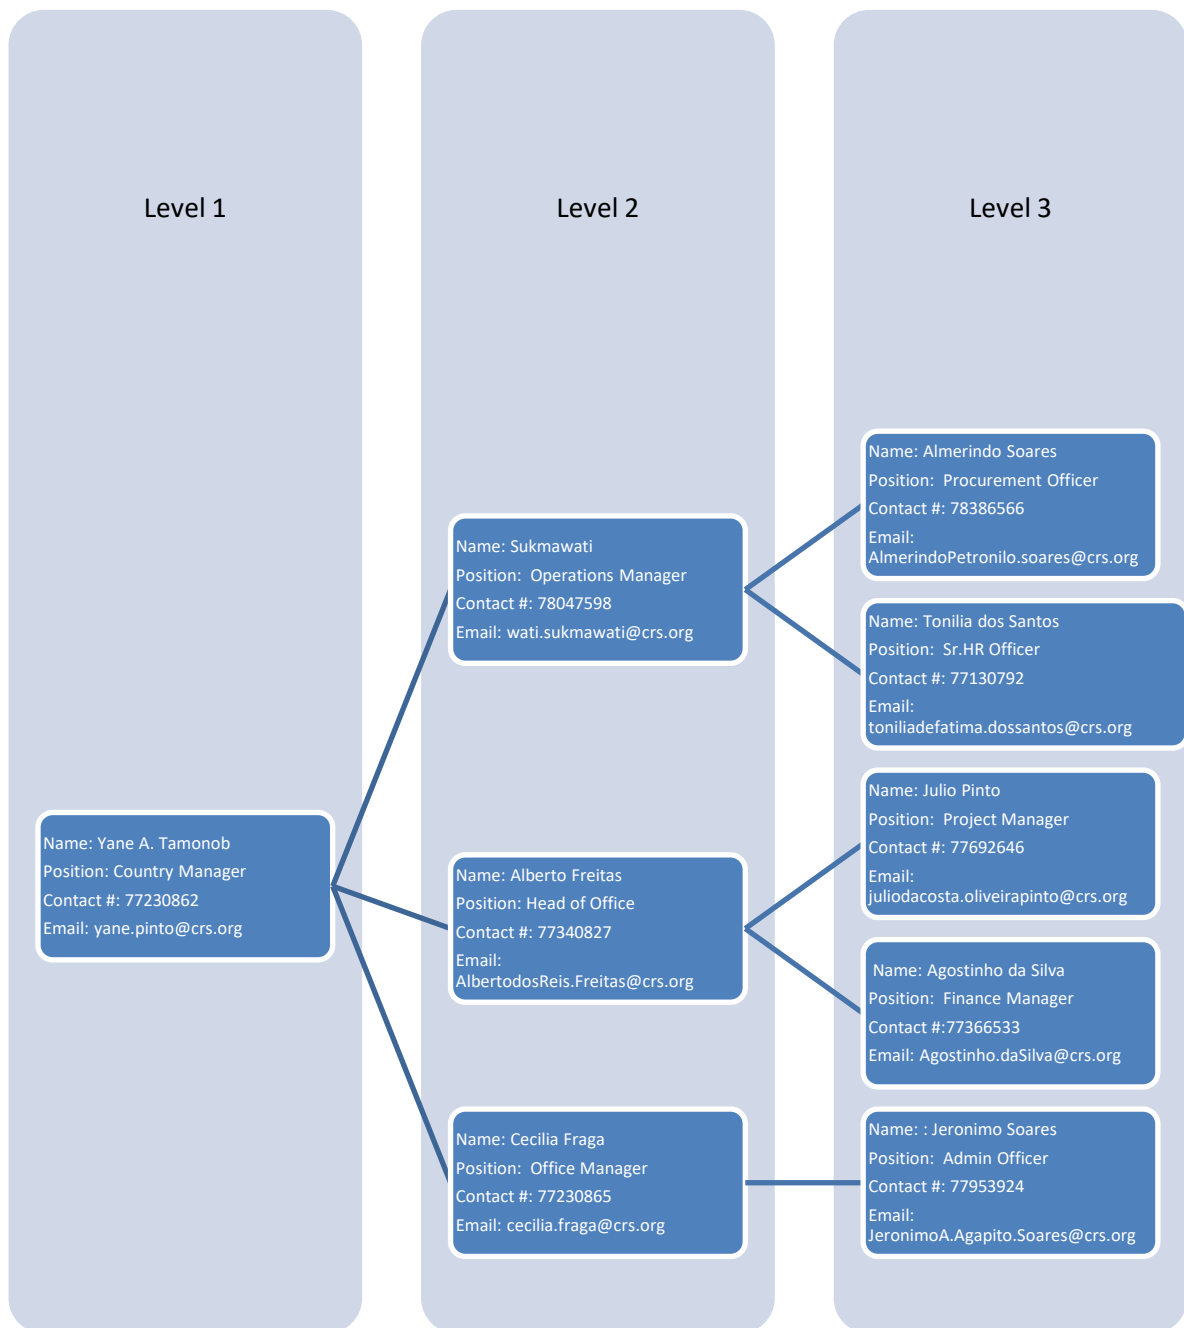 Level 1
Level 2
Level 3
Name: Yane A. Tamonob
Position: Country Manager
Contact #: 77230862
Email: yane.pinto@crs.org
Name: Sukmawati
Position:  Operations Manager
Contact #: 78047598
Email: wati.sukmawati@crs.org
Name: Alberto Freitas
Position: Head of Office
Contact #: 77340827
Email:
AlbertodosReis.Freitas@crs.org
Name: Cecilia Fraga
Position:  Office Manager
Contact #: 77230865
Email: cecilia.fraga@crs.org
Name: Almerindo Soares
Position:  Procurement Officer
Contact #: 78386566
Email:
AlmerindoPetronilo.soares@crs.org
Name: Tonilia dos Santos
Position:  Sr.HR Officer
Contact #: 77130792
Email:
toniliadefatima.dossantos@crs.org
Name: Julio Pinto
Position:  Project Manager
Contact #: 77692646
Email:
juliodacosta.oliveirapinto@crs.org
Name: Agostinho da Silva
Position:  Finance Manager
Contact #:77366533
Email: Agostinho.daSilva@crs.org
Name: : Jeronimo Soares
Position:  Admin Officer
Contact #: 77953924
Email:
JeronimoA.Agapito.Soares@crs.org